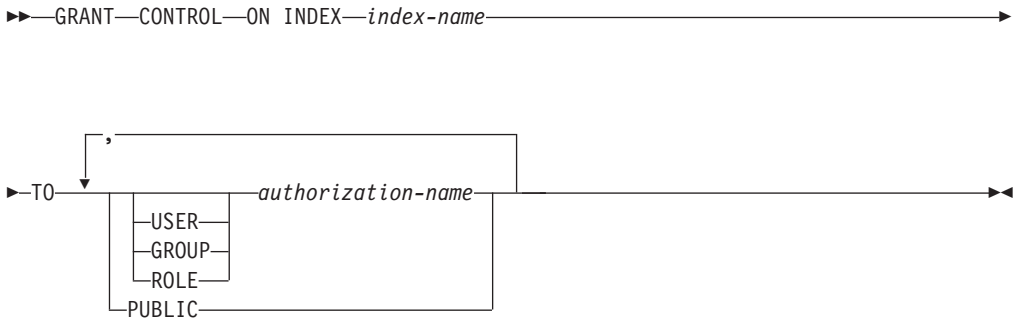 GRANT CONTROL ON INDEX index-name
,
TO authorization-name
USER
GROUP
ROLE
PUBLIC